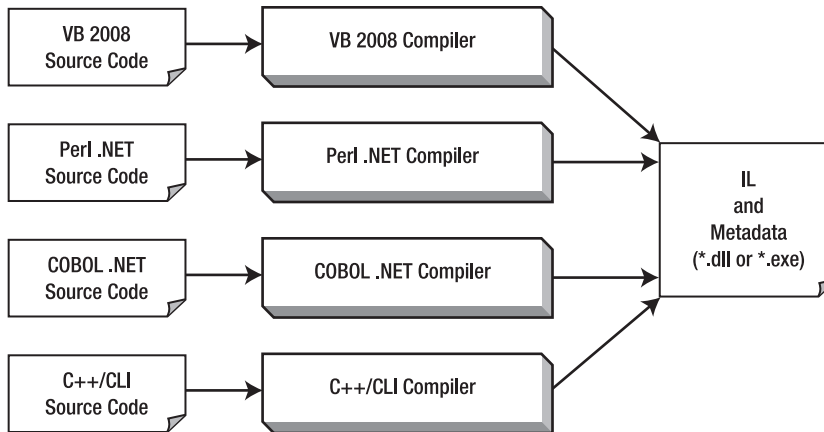 VB 2008
Source Code
VB 2008 Compiler
Perl .NET
Source Code
Perl .NET Compiler
IL
and
Metadata
(*.dll or *.exe)
COBOL .NET
Source Code
COBOL .NET Compiler
C++/CLI
Source Code
C++/CLI Compiler